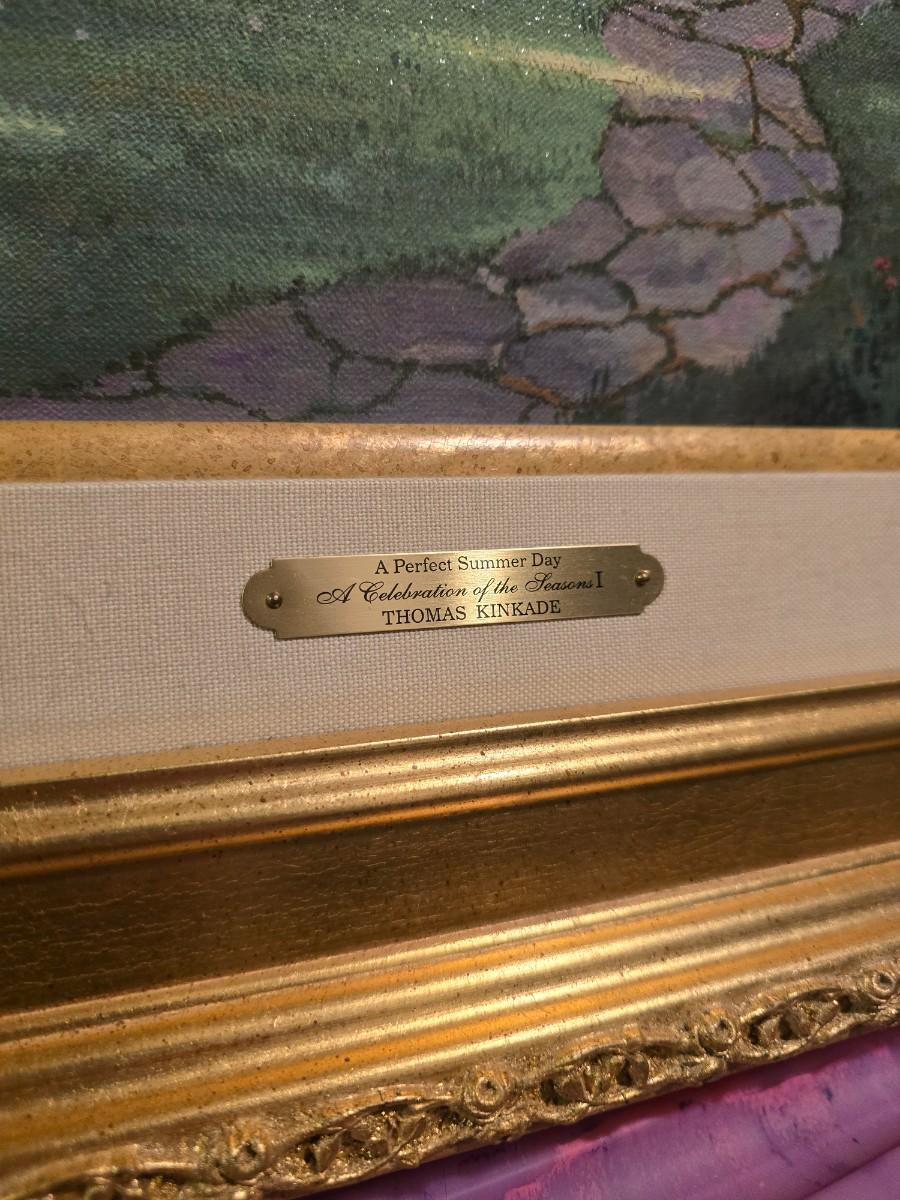 A Perfect Summer Day
A Celebration of the Seasons I
THOMAS KINKADE